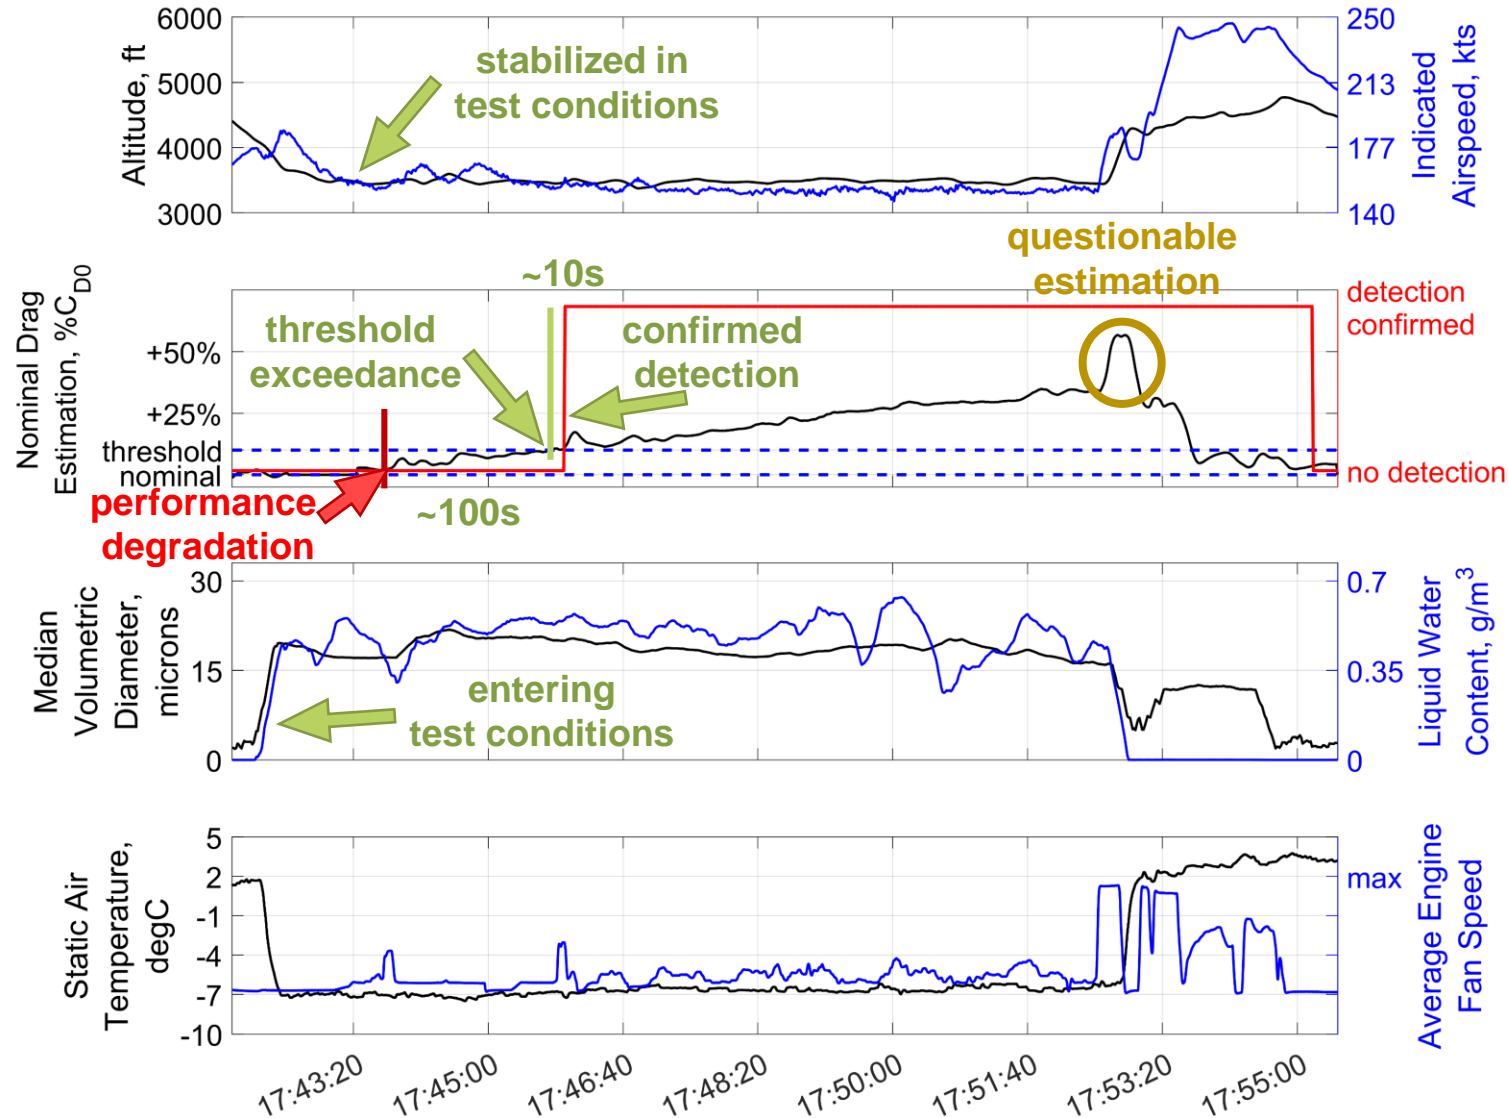 6000
5000
4000
3000
Altitude, ft
stabilized in
test conditions
250
213
177
140
Indicated
Airspeed, kts
Nominal Drag
Estimation, %C_D0
+50%
+25%
threshold
nominal
~10s
threshold
exceedance
confirmed
detection
questionable
estimation
detection
confirmed
no detection
performance
degradation
~100s
30
15
0
Median
Volumetric
Diameter,
microns
entering
test conditions
0.7
0.35
0
Liquid Water
Content, g/m³
5
2
-1
-4
-7
-10
Static Air
Temperature,
degC
max
Average Engine
Fan Speed
17:43:20
17:45:00
17:46:40
17:48:20
17:50:00
17:51:40
17:53:20
17:55:00